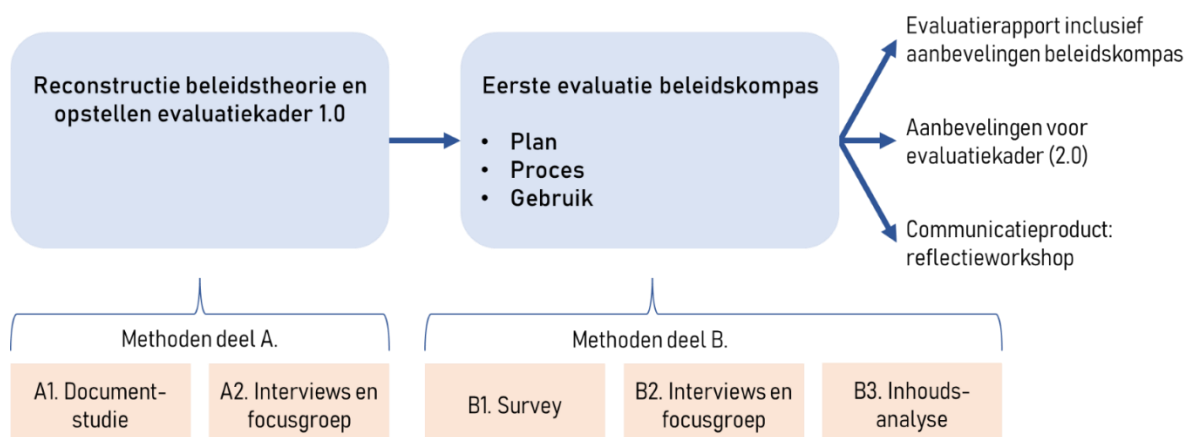 Reconstructie beleidstheorie en
opstellen evaluatiekader 1.0
Eerste evaluatie beleidskompas
• Plan
• Proces
• Gebruik
Evaluatierapport inclusief
aanbevelingen beleidskompas
Aanbevelingen voor
evaluatiekader (2.0)
Communicatieproduct:
reflectieworkshop
Methoden deel A.
Methoden deel B.
A1. Document-
studie
A2. Interviews en
focusgroep
B1. Survey
B2. Interviews en
focusgroep
B3. Inhouds-
analyse